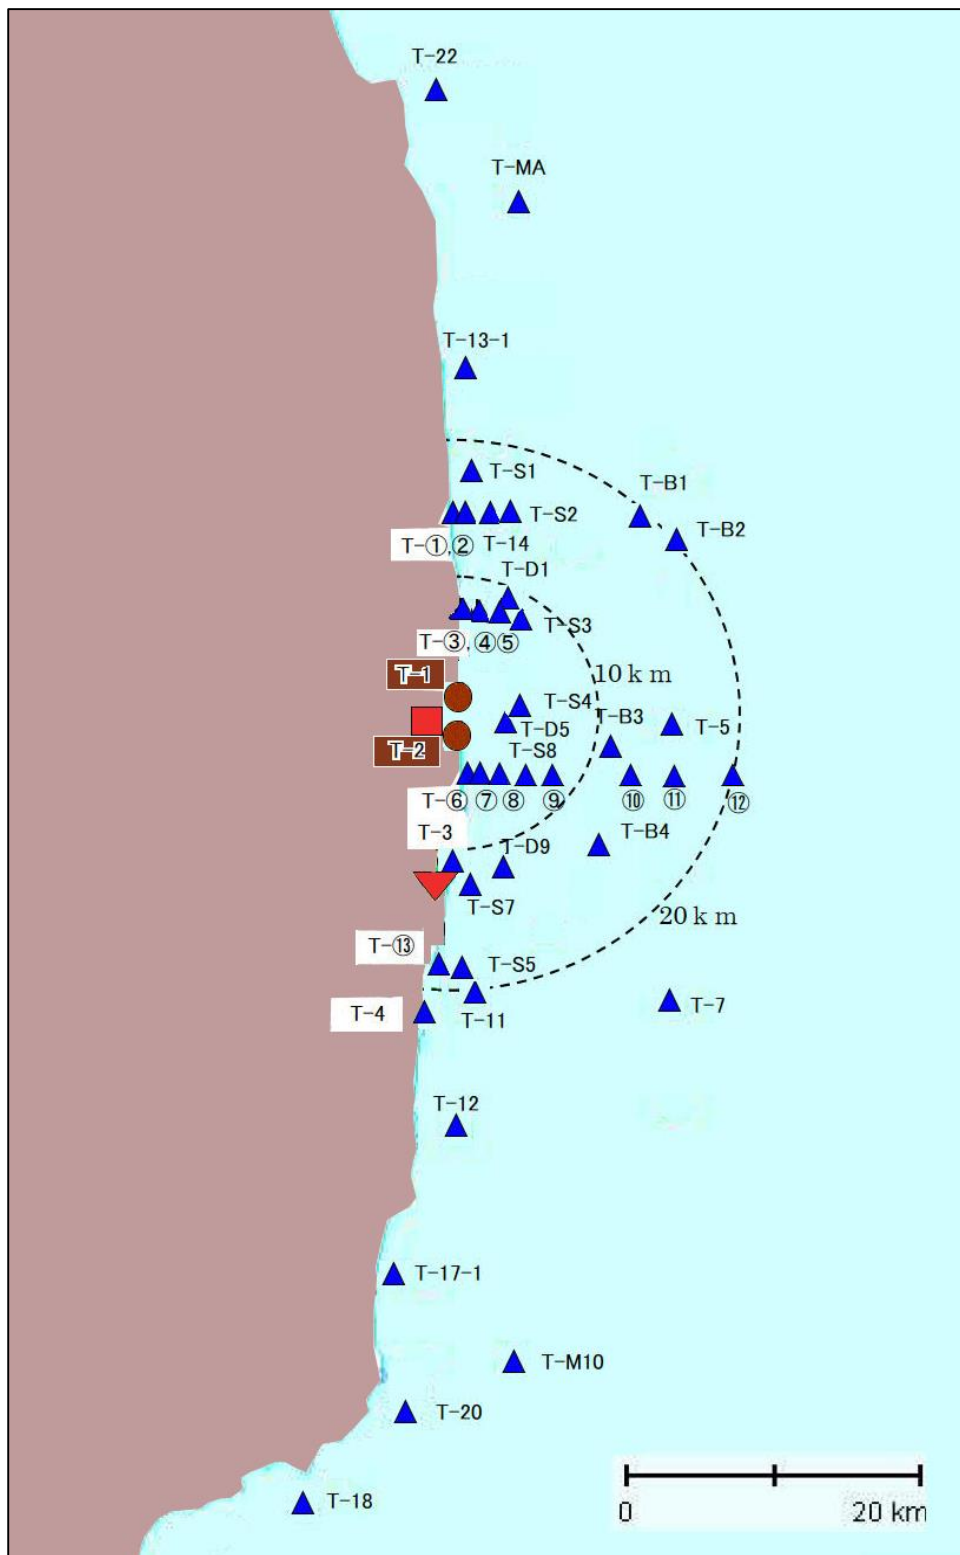 T-22
T-MA
T-13-1
T-S1
T-B1
T-S2
T-B2
T-①,②
T-14
T-D1
T-S3
T-③,④⑤
T-1
10 km
T-S4
T-B3
T-5
T-D5
T-2
T-S8
T-⑥ ⑦ ⑧ ⑨ ⑩ ⑪ ⑫
T-3
T-B4
T-D9
T-S7
20 km
T-⑬
T-S5
T-7
T-4
T-11
T-12
T-17-1
T-M10
T-20
T-18
0 20 km